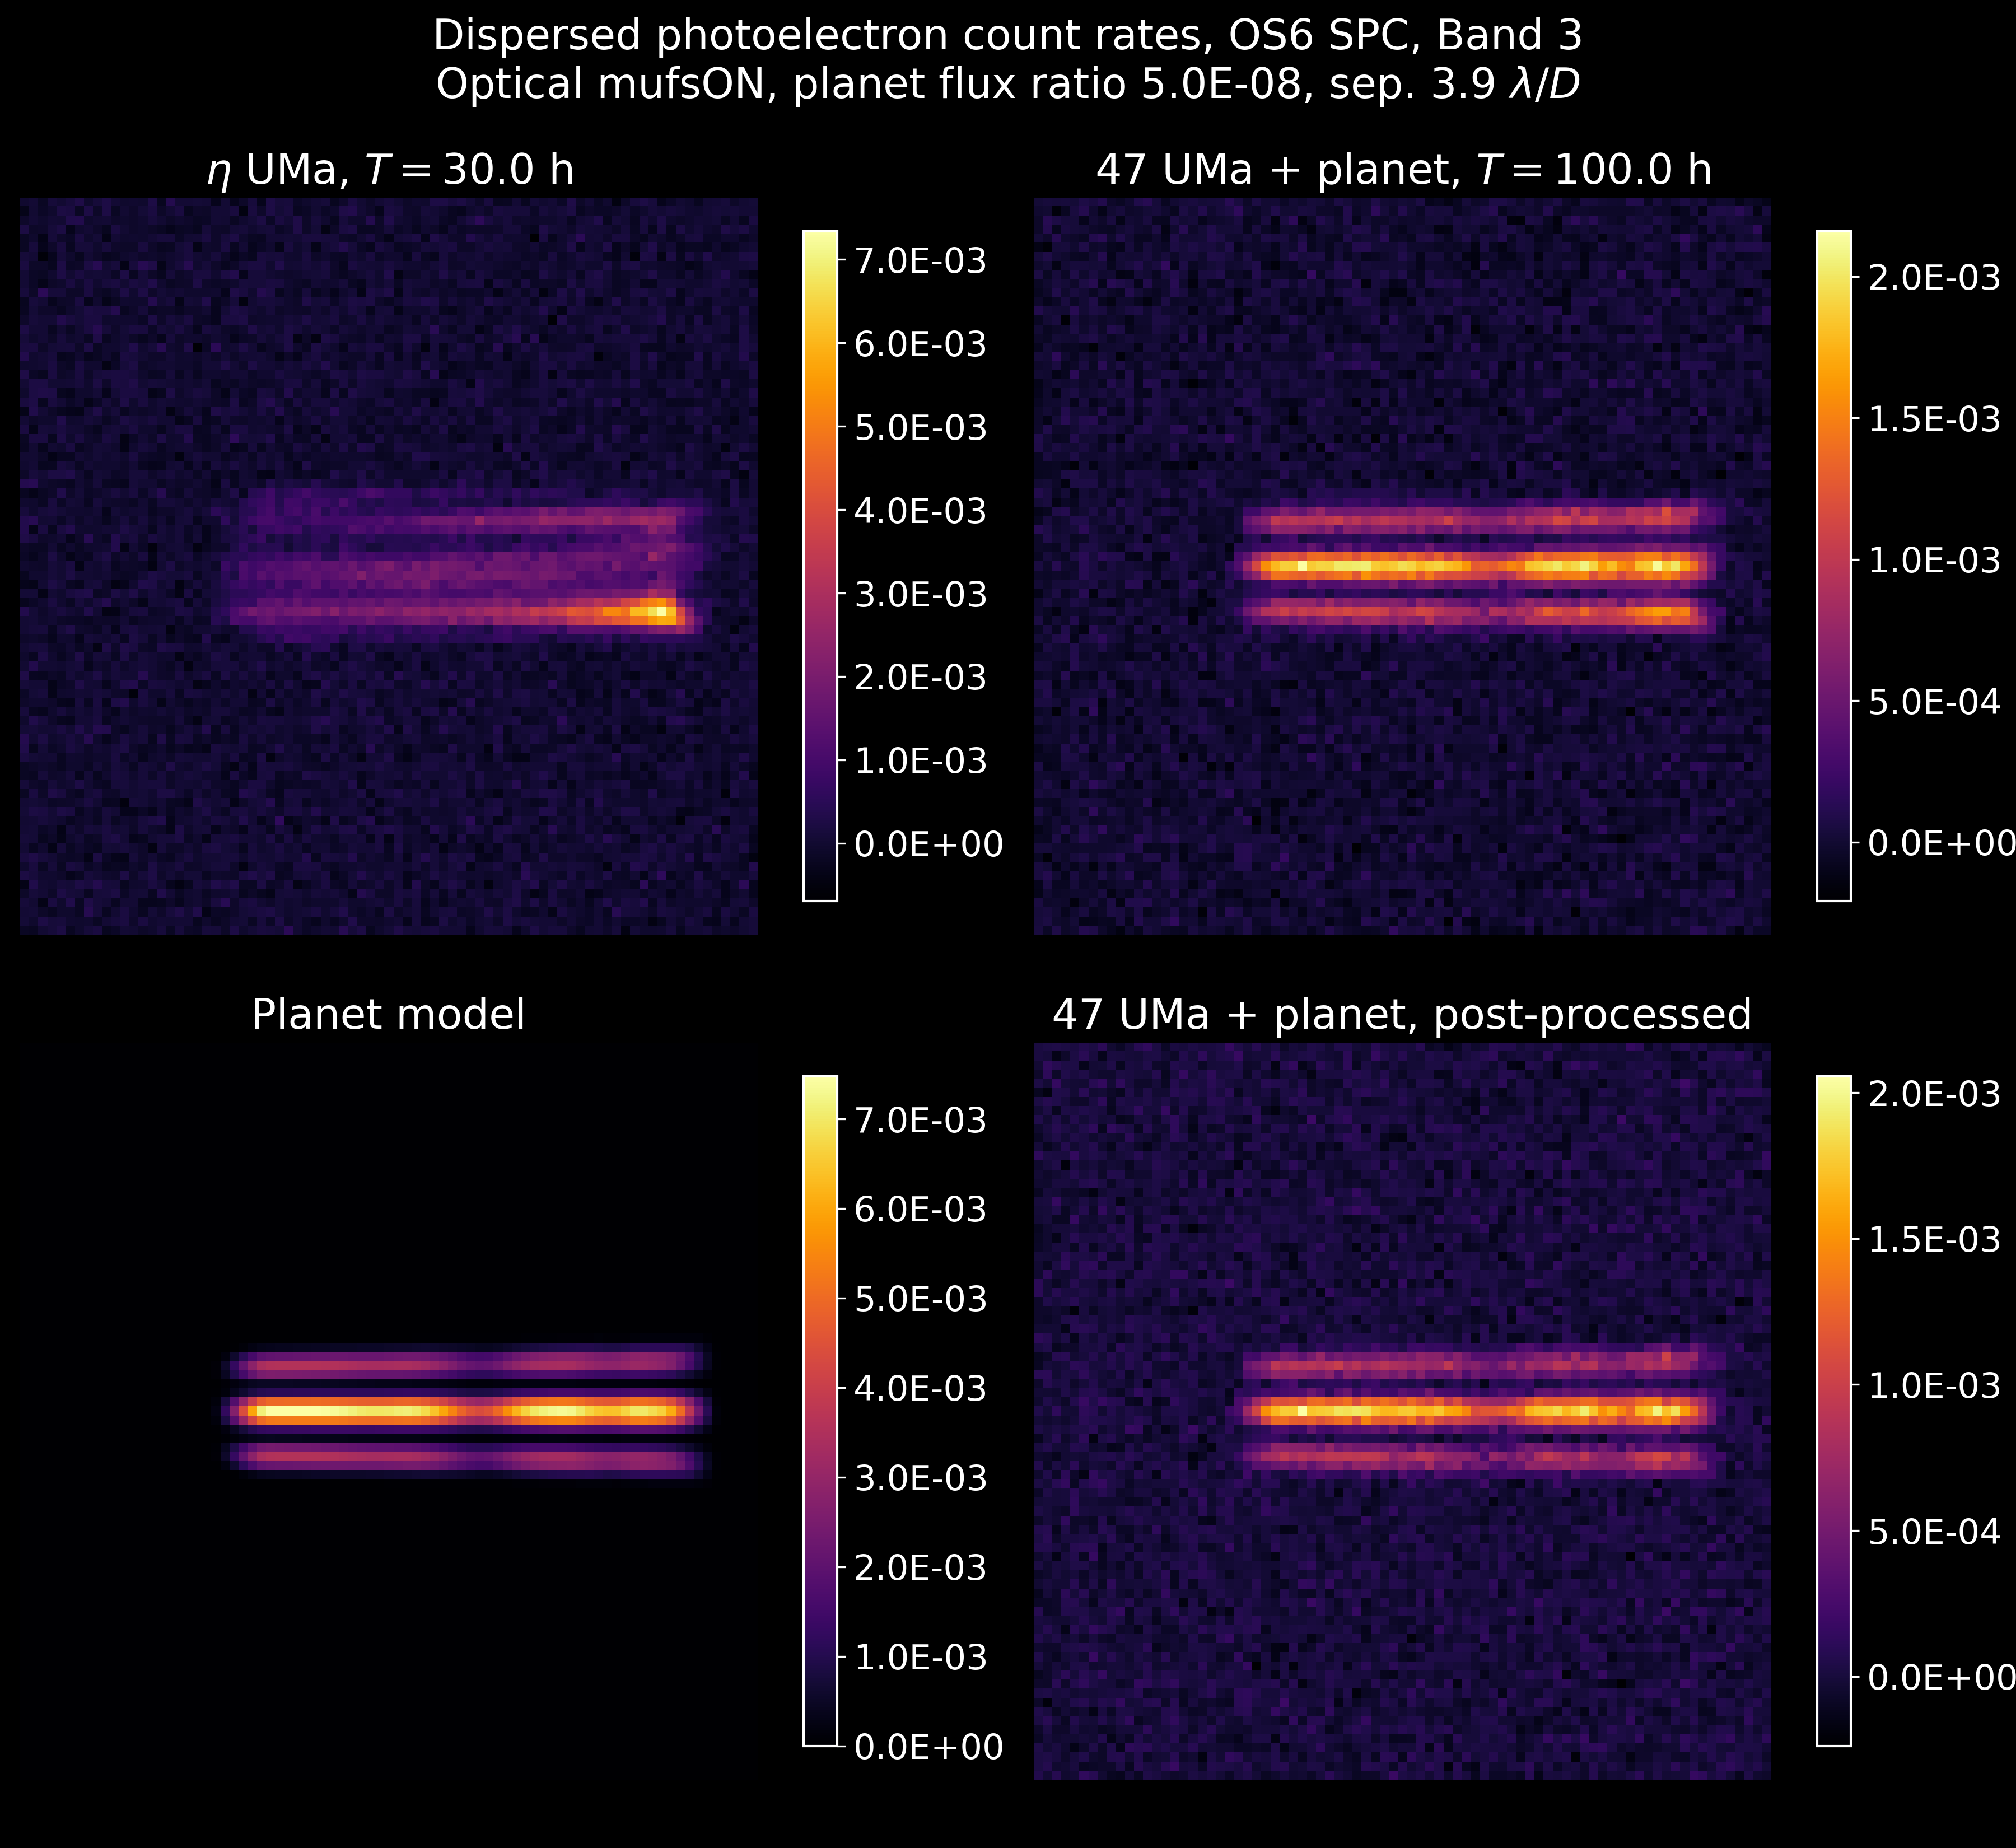 Dispersed photoelectron count rates, OS6 SPC, Band 3
Optical mufsON, planet flux ratio 5.0E-08, sep. 3.9 λ/D
η UMa, T = 30.0 h
7.0E-03
6.0E-03
5.0E-03
4.0E-03
3.0E-03
2.0E-03
1.0E-03
0.0E+00
47 UMa + planet, T = 100.0 h
2.0E-03
1.5E-03
1.0E-03
5.0E-04
0.0E+00
Planet model
7.0E-03
6.0E-03
5.0E-03
4.0E-03
3.0E-03
2.0E-03
1.0E-03
0.0E+00
47 UMa + planet, post-processed
2.0E-03
1.5E-03
1.0E-03
5.0E-04
0.0E+00